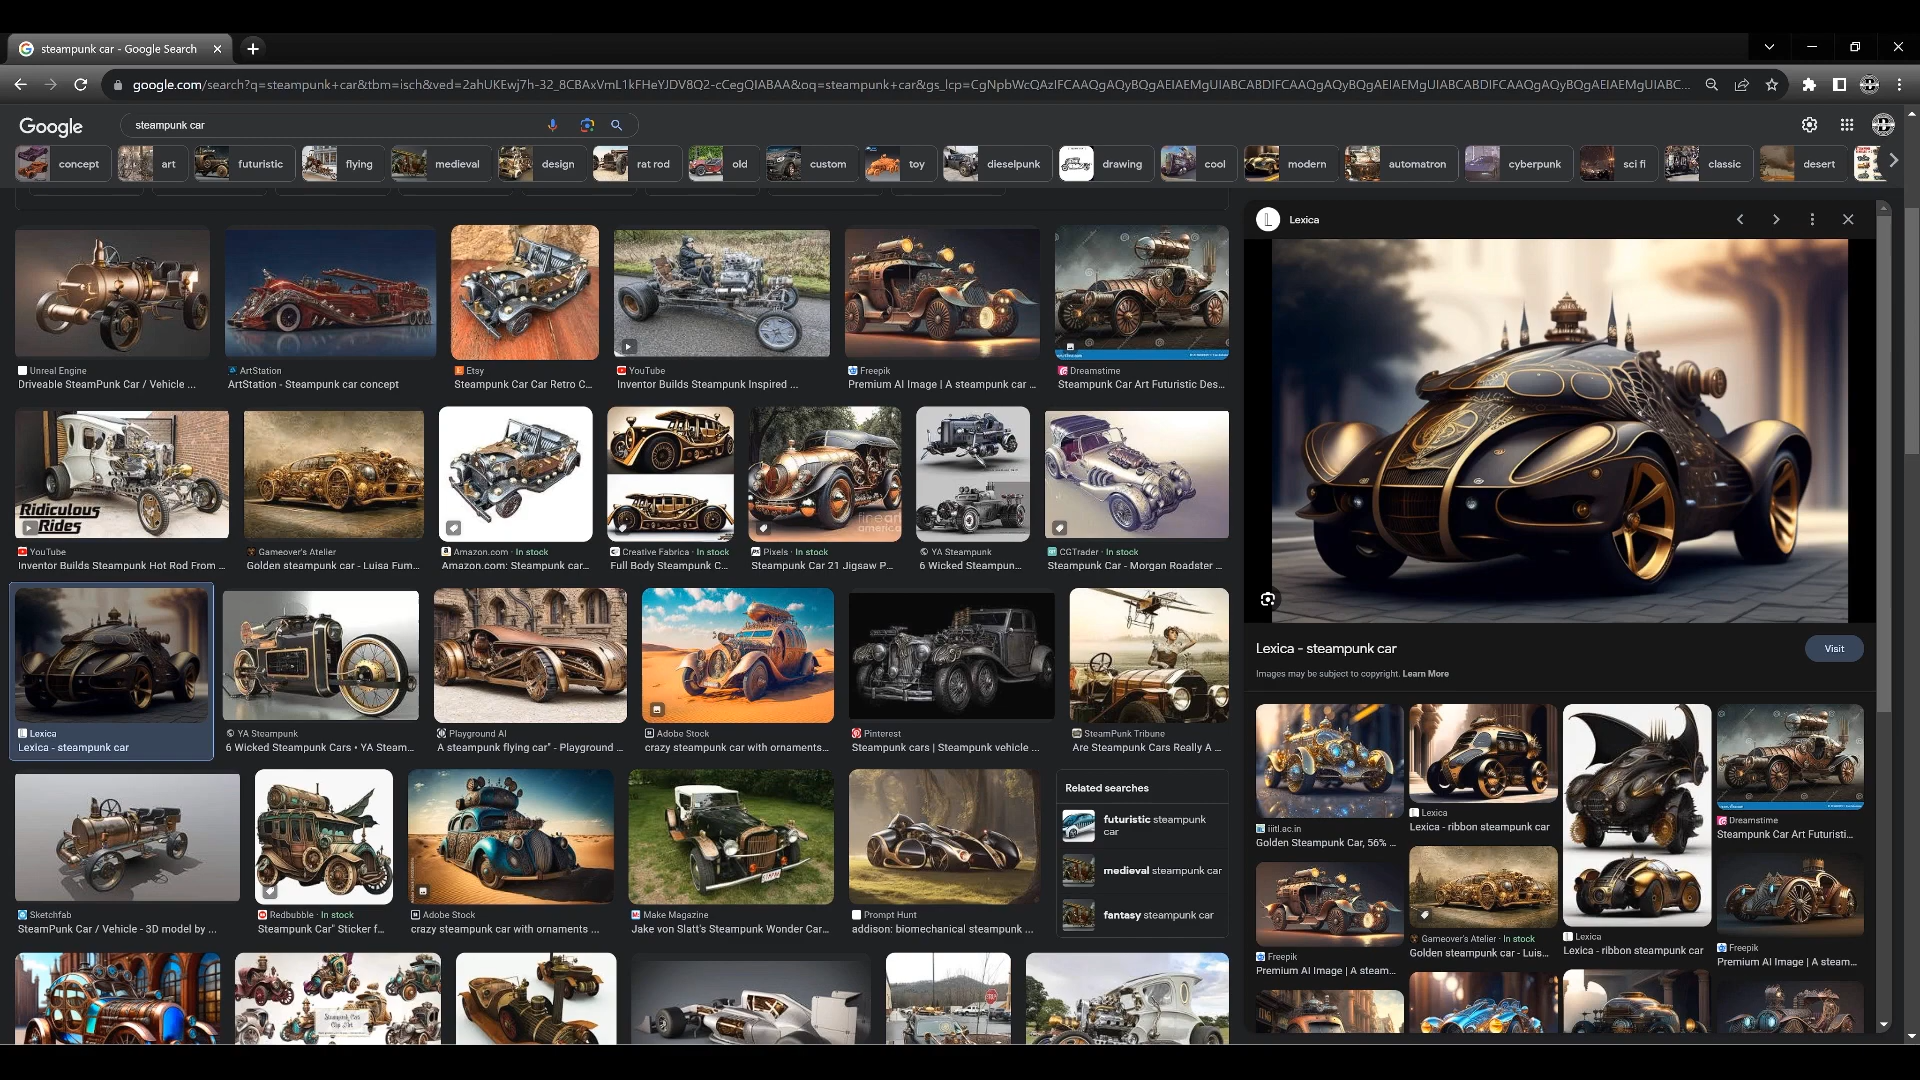 steampunk car - Google Search
google.com/search?q=steampunk+car&tbm=isch&ved=2ahUKEwj7h-32_8CBAxVmL1kFHeYJDV8Q2-cCegQIABAA&oq=steampunk+car&gs_lcp=CgNpbWcQAzIFCAAQgAQyBQgAEIAEMgUIABCABDIFCAAQgAQyBQgAEIAEMgUIABCABDIFCAAQgAQyBQgAEIAEMgUIABC...
Google
steampunk car
concept
art
futuristic
flying
medieval
design
rat rod
old
custom
toy
dieselpunk
drawing
cool
modern
automatron
cyberpunk
sci fi
classic
desert
Unreal Engine
Driveable SteamPunk Car / Vehicle ...
ArtStation
ArtStation - Steampunk car concept
Etsy
Steampunk Car Car Retro C...
YouTube
Inventor Builds Steampunk Inspired ...
Freepik
Premium AI Image | A steampunk car ...
Dreamstime
Steampunk Car Art Futuristic Des...
Ridiculous
Rides
YouTube
Inventor Builds Steampunk Hot Rod From ...
Gameover's Atelier
Golden steampunk car - Luisa Fum...
Amazon.com · In stock
Amazon.com: Steampunk car...
Creative Fabrica · In stock
Full Body Steampunk C...
fine art
america
Pixels · In stock
Steampunk Car 21 Jigsaw P...
YA Steampunk
6 Wicked Steampun...
CGTrader · In stock
Steampunk Car - Morgan Roadster ...
Lexica
Lexica - steampunk car
YA Steampunk
6 Wicked Steampunk Cars • YA Steam...
Playground AI
A steampunk flying car" - Playground ...
Adobe Stock
crazy steampunk car with ornaments...
Pinterest
Steampunk cars | Steampunk vehicle ...
SteamPunk Tribune
Are Steampunk Cars Really A ...
Sketchfab
SteamPunk Car / Vehicle - 3D model by ...
Redbubble · In stock
Steampunk Car" Sticker f...
Adobe Stock
crazy steampunk car with ornaments ...
Make Magazine
Jake von Slatt's Steampunk Wonder Car...
Prompt Hunt
addison: biomechanical steampunk ...
Related searches
futuristic steampunk
car
medieval steampunk car
fantasy steampunk car
Steampunk Cars
Clip Art
Lexica
Lexica - steampunk car
Visit
Images may be subject to copyright. Learn More
iiitl.ac.in
Golden Steampunk Car, 56% ...
Lexica
Lexica - ribbon steampunk car
Dreamstime
Steampunk Car Art Futuristi...
Freepik
Premium AI Image | A steam...
Gameover's Atelier · In stock
Golden steampunk car - Luis...
Lexica
Lexica - ribbon steampunk car
Freepik
Premium AI Image | A steam...